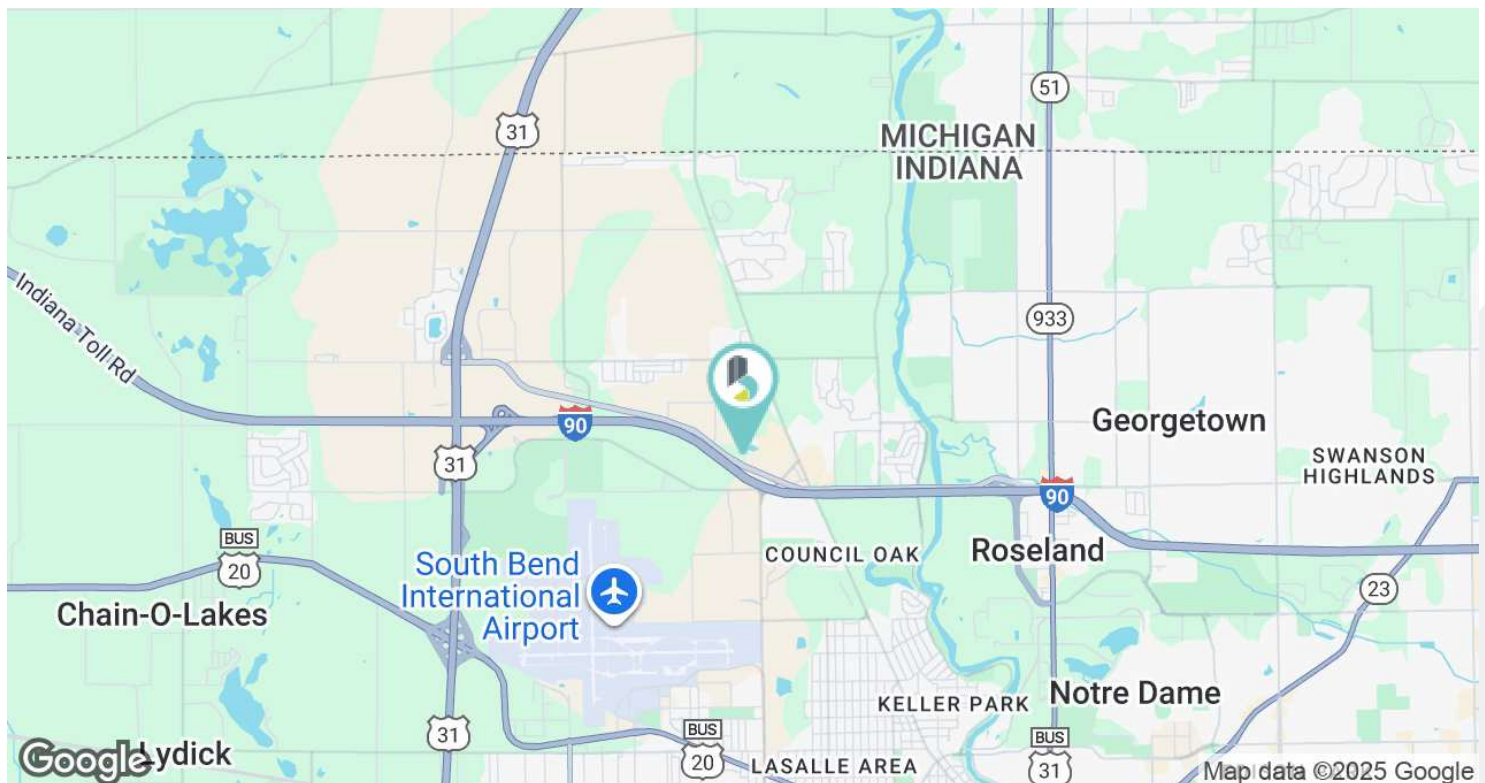 51
31
MICHIGAN
INDIANA
Indiana Toll Rd
933
90
Georgetown
31
SWANSON
HIGHLANDS
90
BUS
20
South Bend
International
Airport
COUNCIL OAK
Roseland
Chain-O-Lakes
23
KELLER PARK
Notre Dame
31
BUS
20
BUS
31
Google
Lydick
LASALLE AREA
Map data ©2025 Google